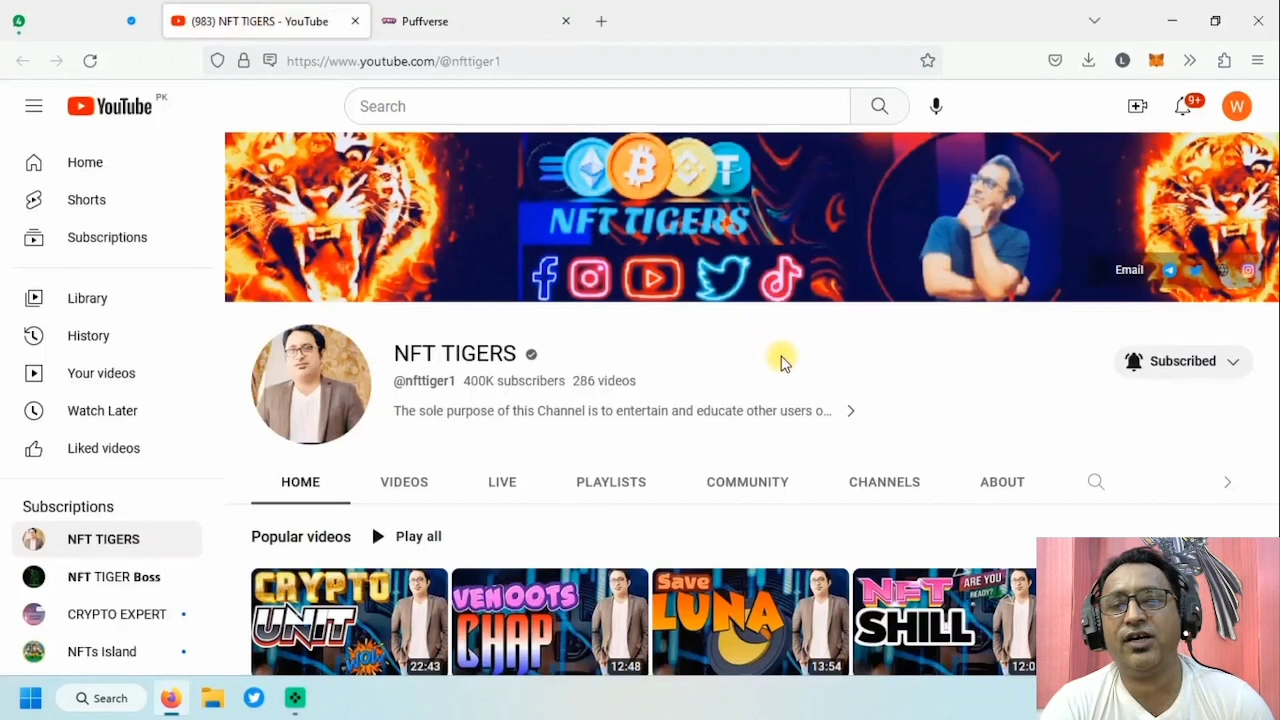 (983) NFT TIGERS - YouTube
Puffverse
https://www.youtube.com/@nfttiger1
YouTube PK
Search
9+
W
Home
Shorts
Subscriptions
Library
History
Your videos
Watch Later
Liked videos
Subscriptions
NFT TIGERS
NFT TIGER Boss
CRYPTO EXPERT
NFTs Island
NFT TIGERS
Email
NFT TIGERS
@nfttiger1 400K subscribers 286 videos
The sole purpose of this Channel is to entertain and educate other users o...
Subscribed
HOME VIDEOS LIVE PLAYLISTS COMMUNITY CHANNELS ABOUT
Popular videos Play all
CRYPTO
UNIT
WOW
22:43
VENOOTS
CHAP
12:48
Save
LUNA
13:54
NFT
SHILL
ARE YOU
READY?
12:0
Search